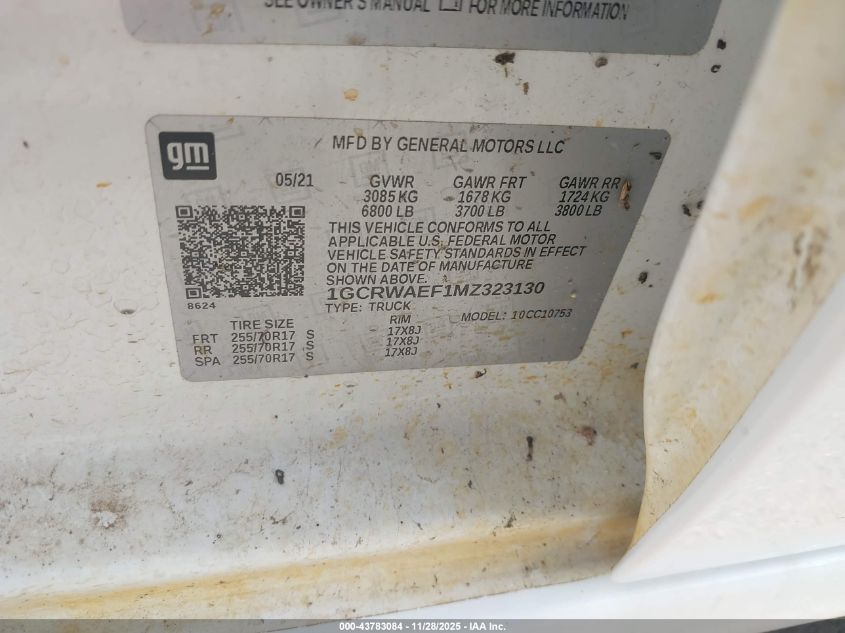 SEE OWNER'S MANUAL FOR MORE INFORMATION
gm
MFD BY GENERAL MOTORS LLC
05/21 GVWR GAWR FRT GAWR RR
3085 KG 1678 KG 1724 KG
6800 LB 3700 LB 3800 LB
THIS VEHICLE CONFORMS TO ALL
APPLICABLE U.S. FEDERAL MOTOR
VEHICLE SAFETY STANDARDS IN EFFECT
ON THE DATE OF MANUFACTURE
SHOWN ABOVE.
8624
1GCRWAEF1MZ323130
TYPE: TRUCK MODEL: 10CC10753
TIRE SIZE RIM
FRT 255/70R17 S 17X8J
RR 255/70R17 S 17X8J
SPA 255/70R17 S 17X8J
000-43783084 - 11/28/2025 - IAA Inc.